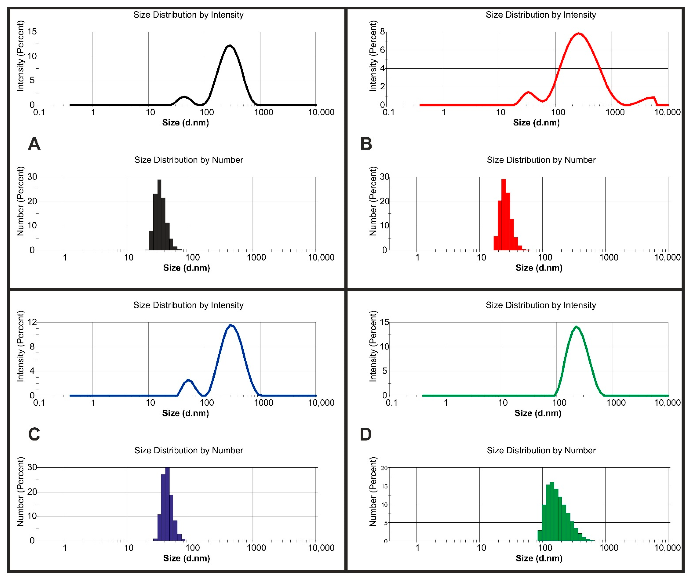 Size Distribution by Intensity
Intensity (Percent)
15
10
5
0
0.1 1 10 100 1000 10,000
Size (d.nm)
A
Size Distribution by Number
Number (Percent)
30
20
10
0
1 10 100 1000 10,000
Size (d.nm)
Size Distribution by Intensity
Intensity (Percent)
8
6
4
2
0
0.1 1 10 100 1000 10,000
Size (d.nm)
B
Size Distribution by Number
Number (Percent)
30
20
10
0
1 10 100 1000 10,000
Size (d.nm)
Size Distribution by Intensity
Intensity (Percent)
12
8
4
0
0.1 1 10 100 1000 10,000
Size (d.nm)
C
Size Distribution by Number
Number (Percent)
30
20
10
0
1 10 100 1000 10,000
Size (d.nm)
Size Distribution by Intensity
Intensity (Percent)
15
10
5
0
0.1 1 10 100 1000 10,000
Size (d.nm)
D
Size Distribution by Number
Number (Percent)
20
15
10
5
0
1 10 100 1000 10,000
Size (d.nm)